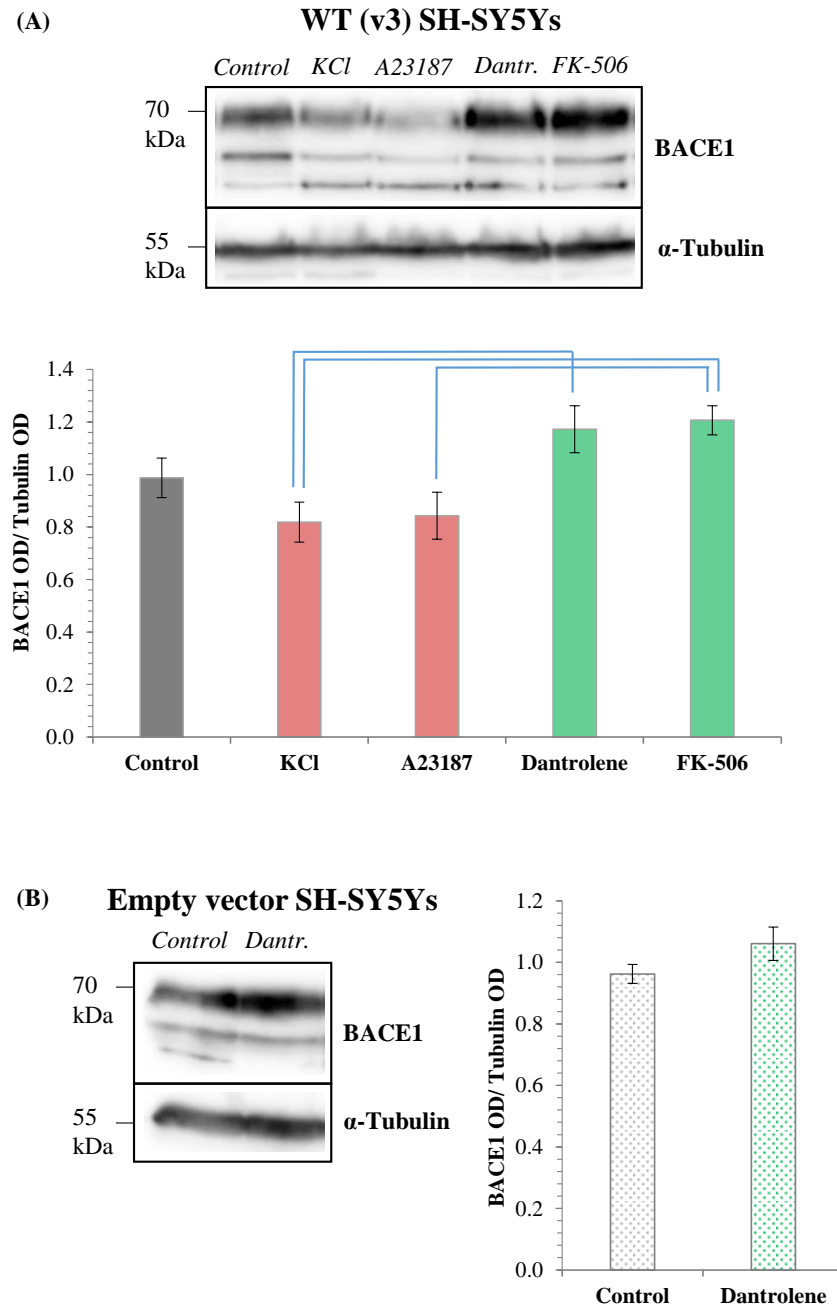 (A)
WT (v3) SH-SY5Ys
Control KCl A23187 Dantr. FK-506
70
kDa
BACE1
55
kDa
α-Tubulin
BACE1 OD/ Tubulin OD
1.4
1.2
1.0
0.8
0.6
0.4
0.2
0.0
Control KCl A23187 Dantrolene FK-506
(B)
Empty vector SH-SY5Ys
Control Dantr.
70
kDa
BACE1
55
kDa
α-Tubulin
BACE1 OD/ Tubulin OD
1.2
1.0
0.8
0.6
0.4
0.2
0.0
Control Dantrolene